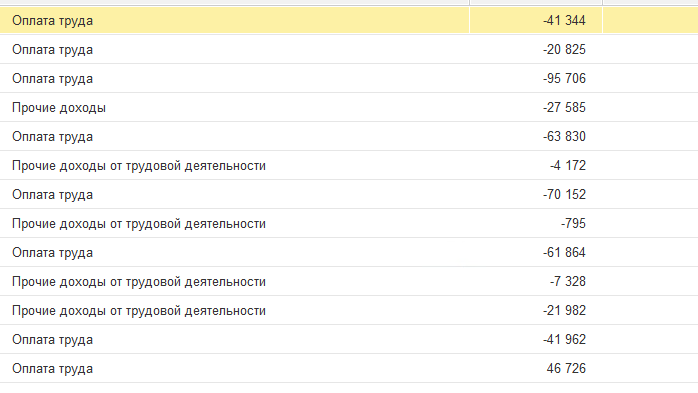 Оплата труда -41 344
Оплата труда -20 825
Оплата труда -95 706
Прочие доходы -27 585
Оплата труда -63 830
Прочие доходы от трудовой деятельности -4 172
Оплата труда -70 152
Прочие доходы от трудовой деятельности -795
Оплата труда -61 864
Прочие доходы от трудовой деятельности -7 328
Прочие доходы от трудовой деятельности -21 982
Оплата труда -41 962
Оплата труда 46 726